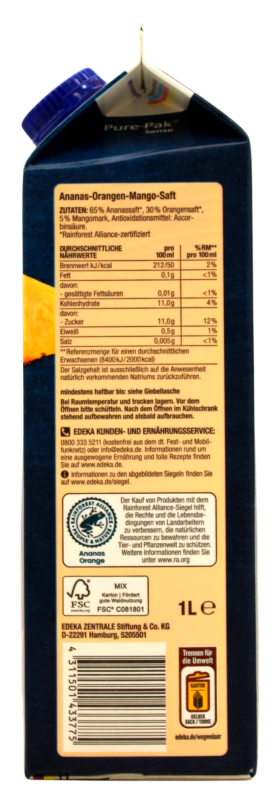 Pure-Pak™
Sense
Ananas-Orangen-Mango-Saft
ZUTATEN: 65% Ananassaft*, 30% Orangensaft*,
5% Mangomark, Antioxidationsmittel: Ascor-
binsäure.
*Rainforest Alliance-zertifiziert
DURCHSCHNITTLICHE NÄHRWERTE pro 100ml %RM** pro 100 ml
Brennwert kJ/kcal 212/50 2%
Fett 0,1g <1%
davon:
- gesättigte Fettsäuren 0,01g <1%
Kohlenhydrate 11,0g 4%
davon:
- Zucker 11,0g 12%
Eiweiß 0,5g 1%
Salz 0,005g <1%
**Referenzmenge für einen durchschnittlichen
Erwachsenen (8400kJ/2000kcal)
Der Salzgehalt ist ausschließlich auf die Anwesenheit
natürlich vorkommenden Natriums zurückzuführen.
mindestens haltbar bis: siehe Giebellasche
Bei Raumtemperatur und trocken lagern. Vor dem
Öffnen bitte schütteln. Nach dem Öffnen im Kühlschrank
stehend aufbewahren und alsbald aufbrauchen.
EDEKA KUNDEN- UND ERNÄHRUNGSSERVICE:
0800 333 5211 (kostenfrei aus dem dt. Fest- und Mobil-
funknetz) oder info@edeka.de. Informationen rund um
eine ausgewogene Ernährung und tolle Rezepte finden
Sie auf www.edeka.de.
Informationen zu den abgebildeten Siegeln finden Sie
auf www.edeka.de/siegel.
RAINFOREST ALLIANCE
PEOPLE & NATURE
Ananas
Orange
Der Kauf von Produkten mit dem
Rainforest Alliance-Siegel hilft,
die Rechte und die Lebensbe-
dingungen von Landarbeitern
zu verbessern, die natürlichen
Ressourcen zu bewahren und die
Tier- und Pflanzenwelt zu schützen.
Weitere Informationen finden Sie
unter www.ra.org
FSC
www.fsc.org
MIX
Karton | Fördert
gute Waldnutzung
FSC® C081801
1L e
EDEKA ZENTRALE Stiftung & Co. KG
D-22291 Hamburg, 5205501
4 311501 433775
Trennen für
die Umwelt
KARTON
GELBER
SACK / TONNE
edeka.de/wegweiser